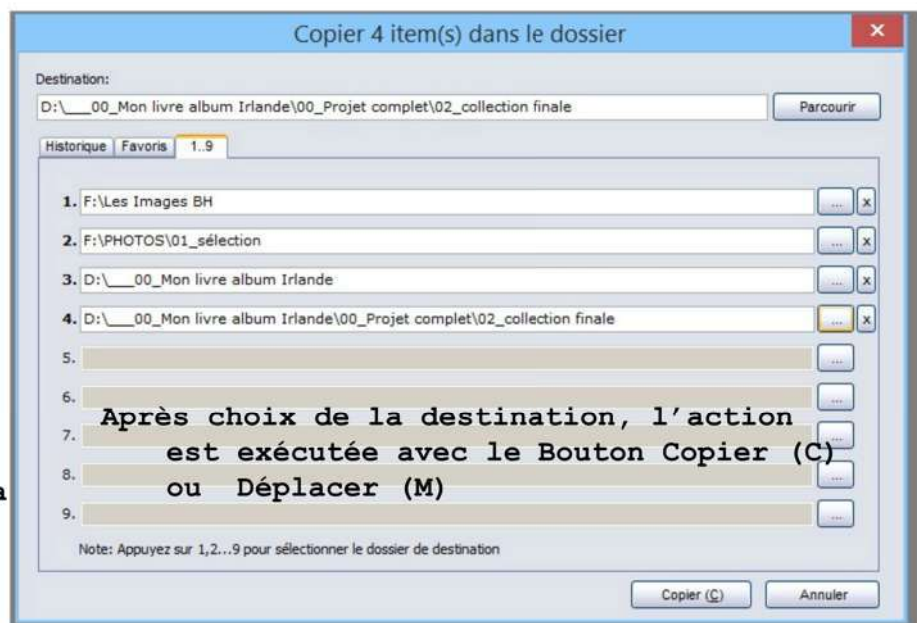 Copier 4 item(s) dans le dossier
x
Destination:
D:\___00_Mon livre album Irlande\00_Projet complet\02_collection finale
Parcourir
Historique Favoris 1..9
1. F:\Les Images BH ... x
2. F:\PHOTOS\01_sélection ... x
3. D:\___00_Mon livre album Irlande ... x
4. D:\___00_Mon livre album Irlande\00_Projet complet\02_collection finale ... x
5. ...
6. ...
Après choix de la destination, l'action
7. ...
est exécutée avec le Bouton Copier (C)
8. ...
ou Déplacer (M)
a
9. ...
Note: Appuyez sur 1,2...9 pour sélectionner le dossier de destination
Copier (C) Annuler